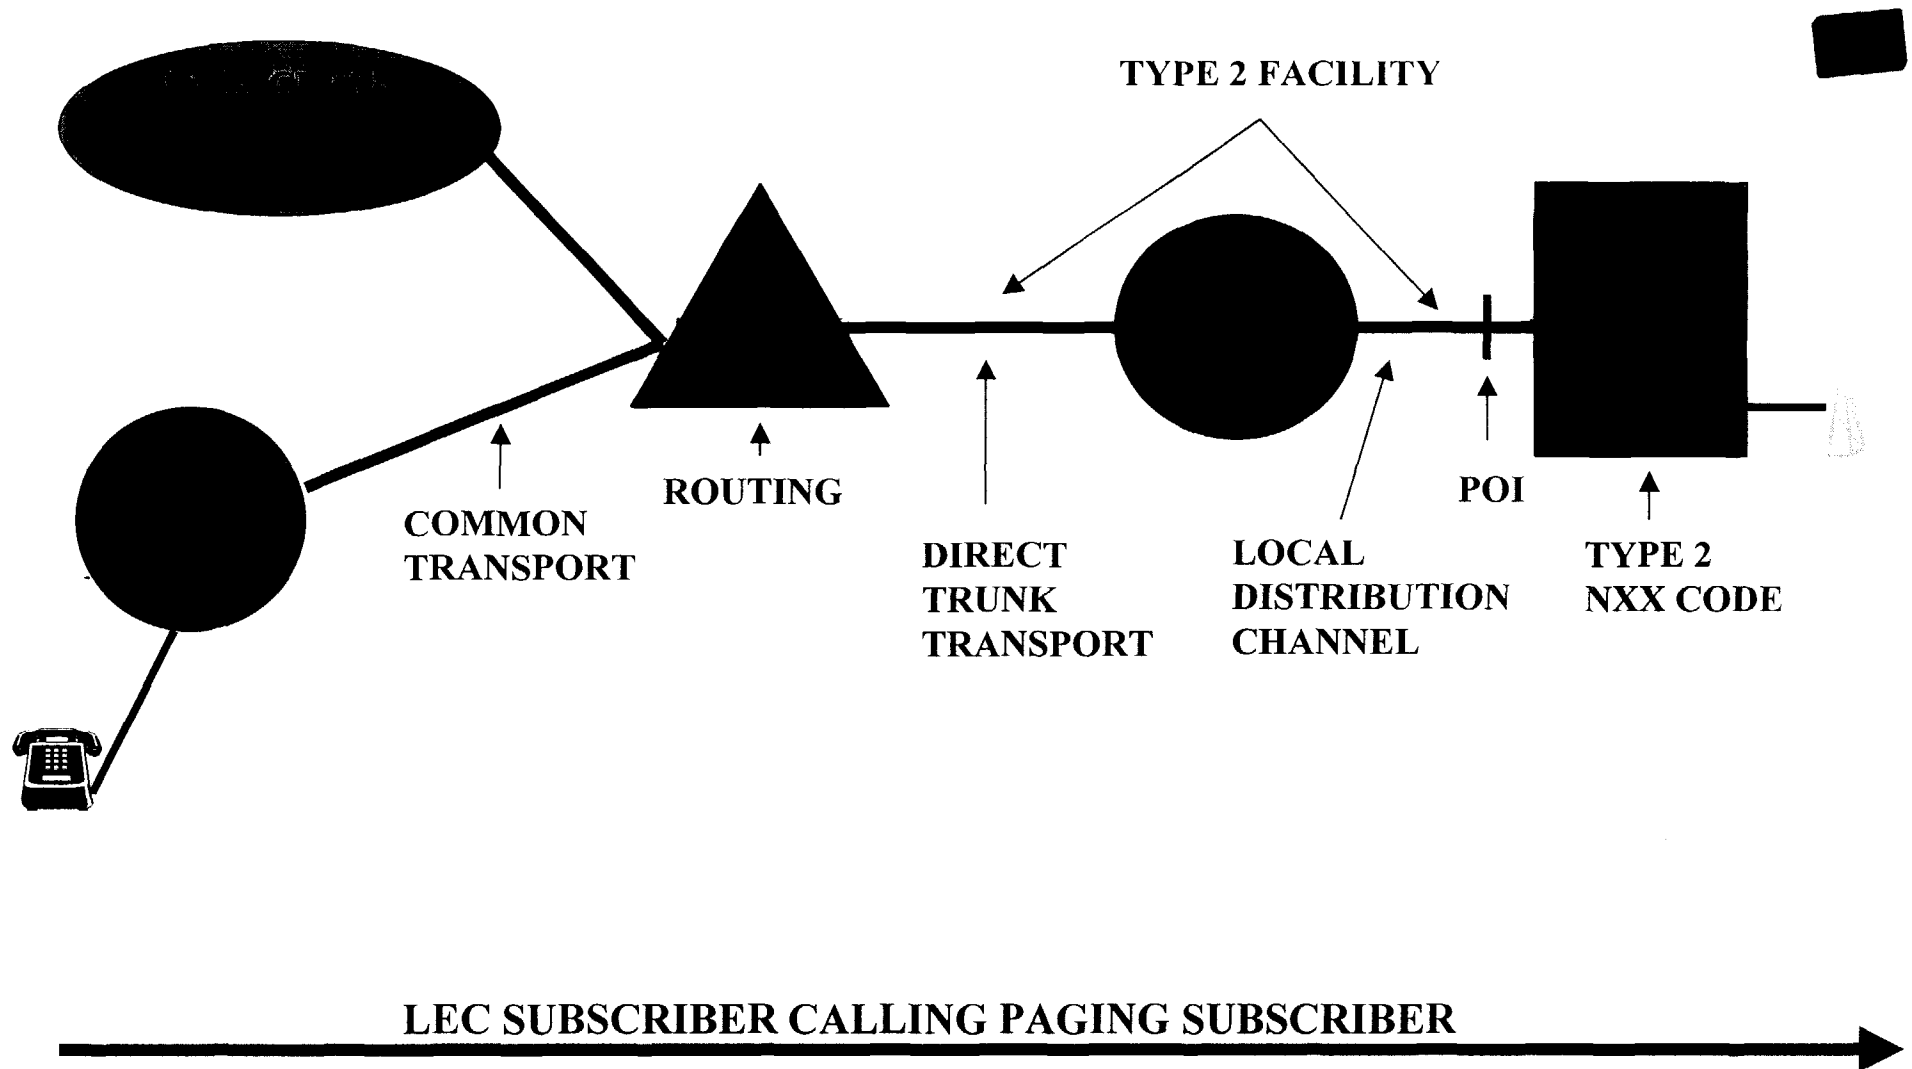 TYPE 2 FACILITY
ROUTING
POI
COMMON
TRANSPORT
DIRECT
TRUNK
TRANSPORT
LOCAL
DISTRIBUTION
CHANNEL
TYPE 2
NXX CODE
LEC SUBSCRIBER CALLING PAGING SUBSCRIBER